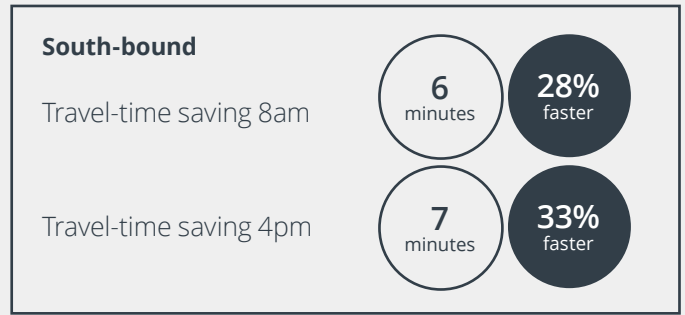 South-bound
Travel-time saving 8am
6
minutes
28%
faster
Travel-time saving 4pm
7
minutes
33%
faster